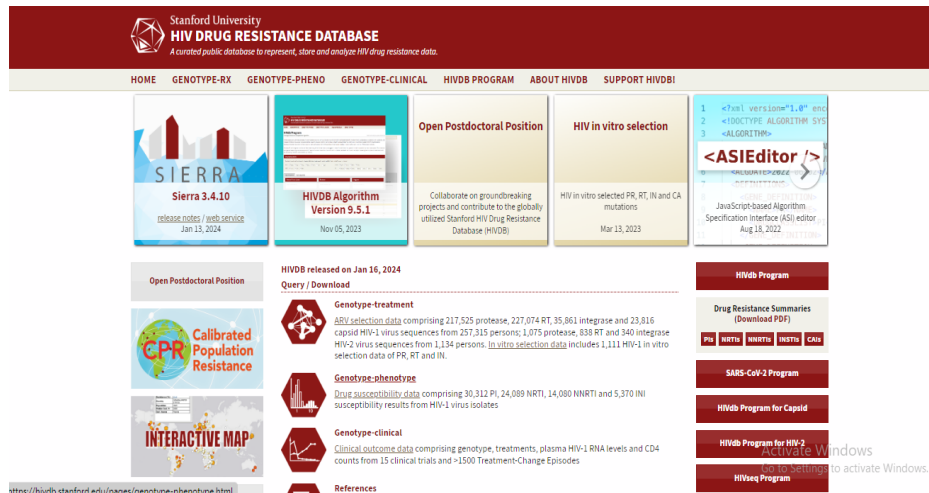 Stanford University
HIV DRUG RESISTANCE DATABASE
A curated public database to represent, store and analyze HIV drug resistance data.
HOME GENOTYPE-RX GENOTYPE-PHENO GENOTYPE-CLINICAL HIVDB PROGRAM ABOUT HIVDB SUPPORT HIVDB!
SIERRA
Sierra 3.4.10
release notes / web service
Jan 13, 2024
HIVDB Algorithm
Version 9.5.1
Nov 05, 2023
Open Postdoctoral Position
Collaborate on groundbreaking
projects and contribute to the globally
utilized Stanford HIV Drug Resistance
Database (HIVDB)
HIV in vitro selection
HIV in vitro selected PR, RT, IN and CA
mutations
Mar 13, 2023
1 <?xml version="1.0" enc
2 <!DOCTYPE ALGORITHM SYS
3 <ALGORITHM>
<ASIEditor />
JavaScript-based Algorithm
Specification Interface (ASI) editor
Aug 18, 2022
Open Postdoctoral Position
CPR
Calibrated
Population
Resistance
INTERACTIVE MAP
HIVDB released on Jan 16, 2024
Query / Download
Genotype-treatment
ARV selection data comprising 217,525 protease, 227,074 RT, 35,861 integrase and 23,816
capsid HIV-1 virus sequences from 257,315 persons; 1,075 protease, 838 RT and 340 integrase
HIV-2 virus sequences from 1,134 persons. In vitro selection data includes 1,111 HIV-1 in vitro
selection data of PR, RT and IN.
Genotype-phenotype
Drug susceptibility data comprising 30,312 PI, 24,089 NRTI, 14,080 NNRTI and 5,370 INI
susceptibility results from HIV-1 virus isolates
Genotype-clinical
Clinical outcome data comprising genotype, treatments, plasma HIV-1 RNA levels and CD4
counts from 15 clinical trials and >1500 Treatment-Change Episodes
References
HIVdb Program
Drug Resistance Summaries
(Download PDF)
PIs NRTIs NNRTIs INSTIs CAIs
SARS-CoV-2 Program
HIVdb Program for Capsid
HIVdb Program for HIV-2
HIVseq Program
Activate Windows
Go to Settings to activate Windows.
https://hivdb.stanford.edu/pages/genotype-phenotype.html